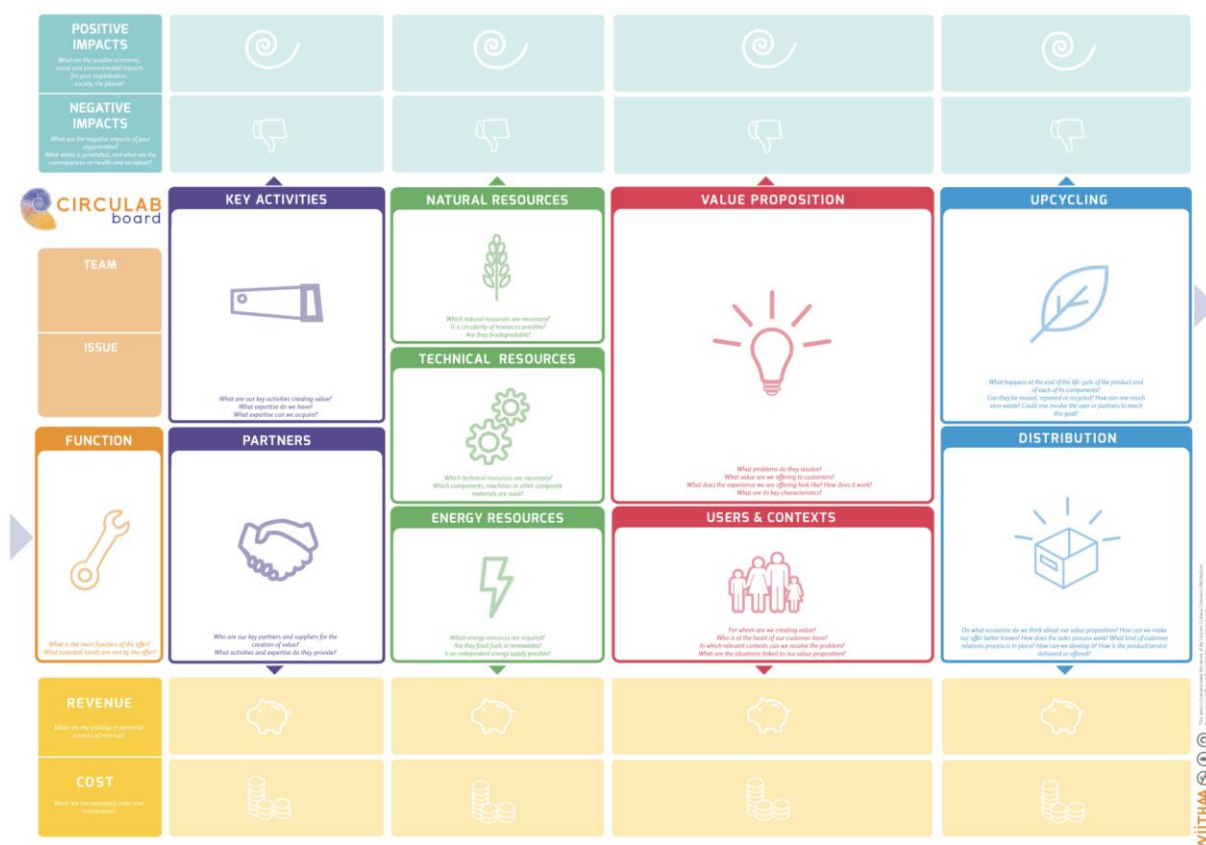 POSITIVE
IMPACTS
What are the positive economic,
social and environmental impacts
for your organisation,
society, the planet?
NEGATIVE
IMPACTS
What are the negative impacts of your
organisation?
What waste is generated, and what are the
consequences on health and on nature?
CIRCULAB
board
TEAM
ISSUE
FUNCTION
What is the main function of the offer?
What essential needs are met by the offer?
KEY ACTIVITIES
What are our key activities creating value?
What expertise do we have?
What expertise can we acquire?
PARTNERS
Who are our key partners and suppliers for the
creation of value?
What activities and expertise do they provide?
NATURAL RESOURCES
Which natural resources are necessary?
Is a circularity of resources possible?
Are they biodegradable?
TECHNICAL RESOURCES
Which technical resources are necessary?
Which components, machines or other composite
materials are used?
ENERGY RESOURCES
Which energy resources are required?
Are they fossil fuels or renewables?
Is an independent energy supply possible?
VALUE PROPOSITION
What problems do they resolve?
What value are we offering to customers?
What does the experience we are offering look like? How does it work?
What are its key characteristics?
USERS & CONTEXTS
For whom are we creating value?
Who is at the heart of our customer base?
In which relevant contexts can we resolve the problem?
What are the situations linked to our value proposition?
UPCYCLING
What happens at the end of the life cycle of the product and
of each of its components?
Can they be reused, repaired or recycled? How can one reach
zero waste? Could one involve the user or partners to reach
this goal?
DISTRIBUTION
On what occasions do we think about our value proposition? How can we make
our offer better known? How does the sales process work? What kind of customer
relations process is in place? How can we develop it? How is the product/service
delivered or offered?
REVENUE
What are the existing or potential
sources of revenue?
COST
What are the necessary costs and
investments?
WIITHAA